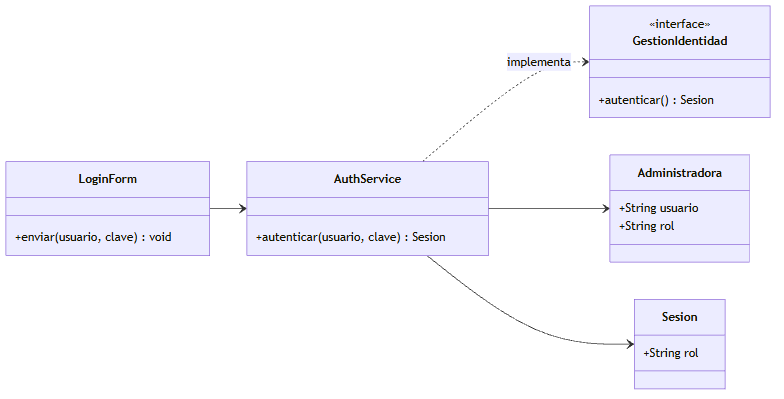 «interface»
GestionIdentidad
+autenticar() : Sesion
implementa
LoginForm
+enviar(usuario, clave) : void
AuthService
+autenticar(usuario, clave) : Sesion
Administradora
+String usuario
+String rol
Sesion
+String rol